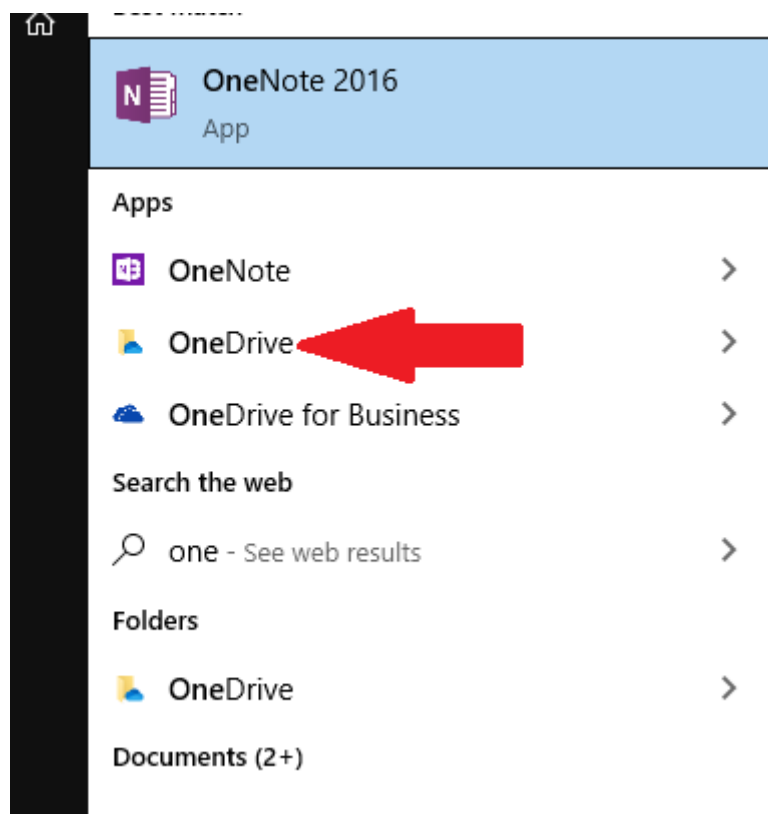 OneNote 2016
App
Apps
OneNote
OneDrive
OneDrive for Business
Search the web
one - See web results
Folders
OneDrive
Documents (2+)